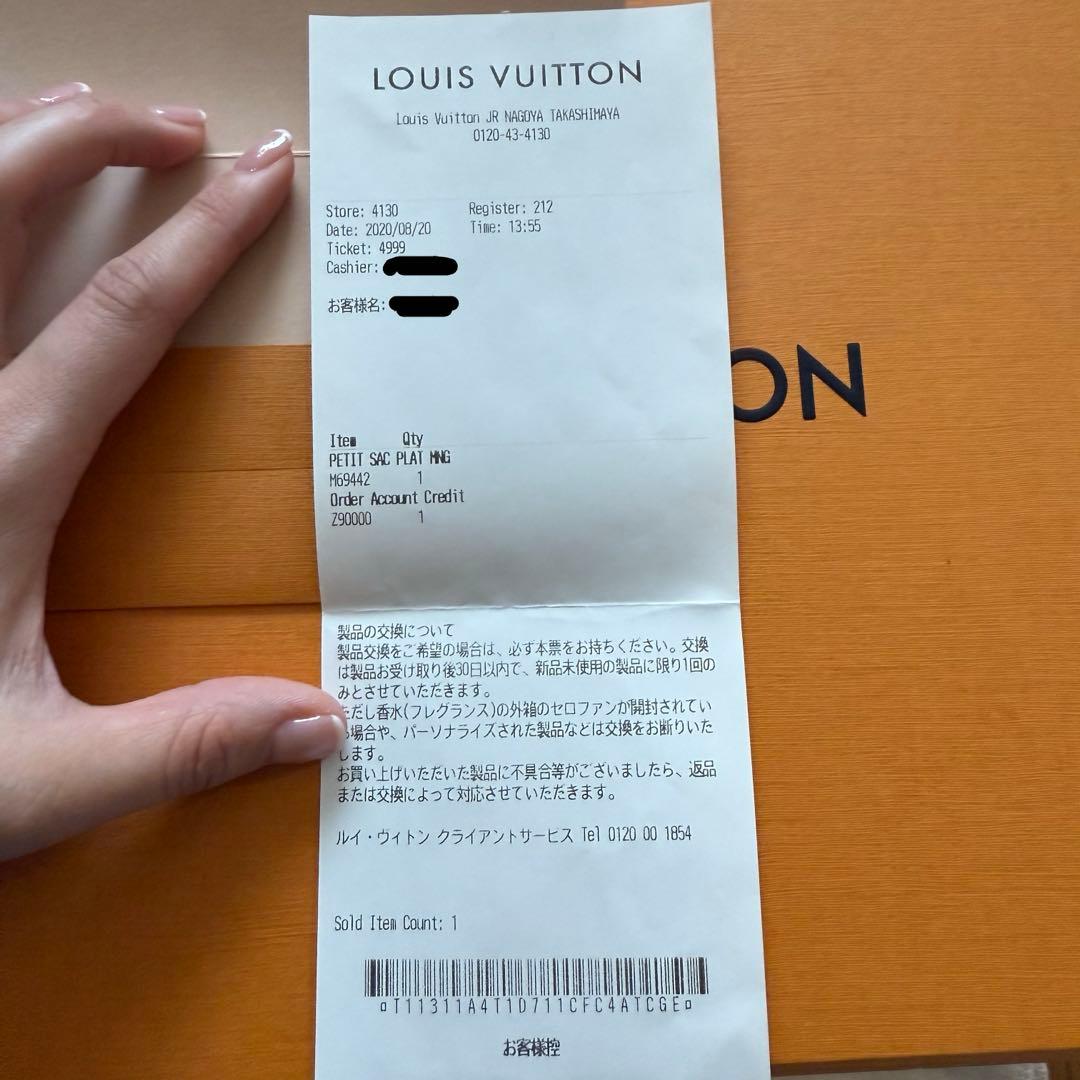 LOUIS VUITTON
Louis Vuitton JR NAGOYA TAKASHIMAYA
0120-43-4130
Store: 4130 Register: 212
Date: 2020/08/20 Time: 13:55
Ticket: 4999
Cashier:
お客様名:
ON
Item Qty
PETIT SAC PLAT MNG
M69442 1
Order Account Credit
Z90000 1
製品の交換について
製品交換をご希望の場合は、必ず本票をお持ちください。交換
は製品お受け取り後30日以内で、新品未使用の製品に限り1回の
みとさせていただきます。
ただし香水(フレグランス)の外箱のセロファンが開封されてい
る場合や、パーソナライズされた製品などは交換をお断りいた
します。
お買い上げいただいた製品に不具合等がございましたら、返品
または交換によって対応させていただきます。
ルイ・ヴィトン クライアントサービス Tel 0120 00 1854
Sold Item Count: 1
¤T11311A4T1D711CFC4ATCGE¤
お客様控